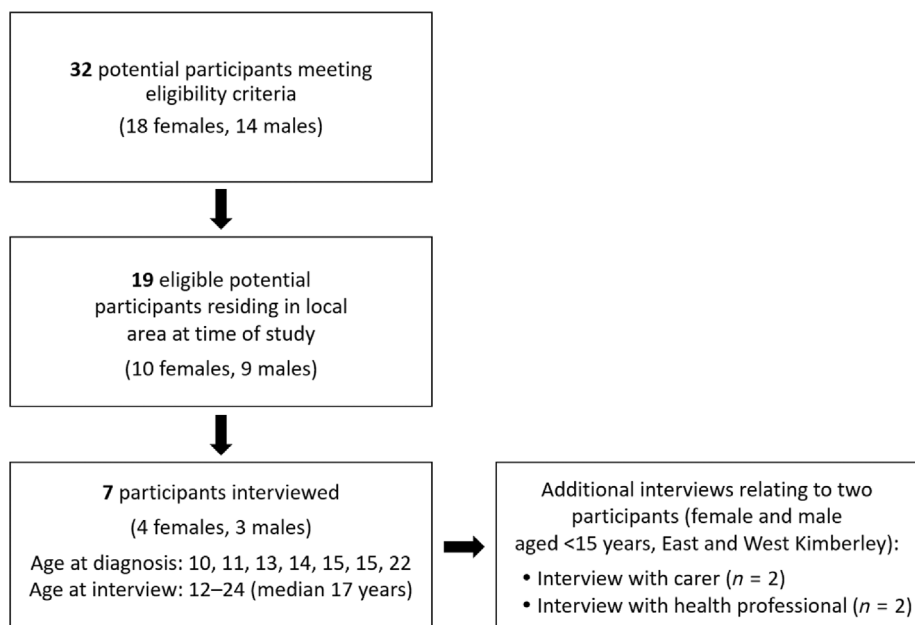 32 potential participants meeting
eligibility criteria
(18 females, 14 males)
19 eligible potential
participants residing in local
area at time of study
(10 females, 9 males)
7 participants interviewed
(4 females, 3 males)
Age at diagnosis: 10, 11, 13, 14, 15, 15, 22
Age at interview: 12–24 (median 17 years)
Additional interviews relating to two
participants (female and male
aged <15 years, East and West Kimberley):
• Interview with carer (n = 2)
• Interview with health professional (n = 2)